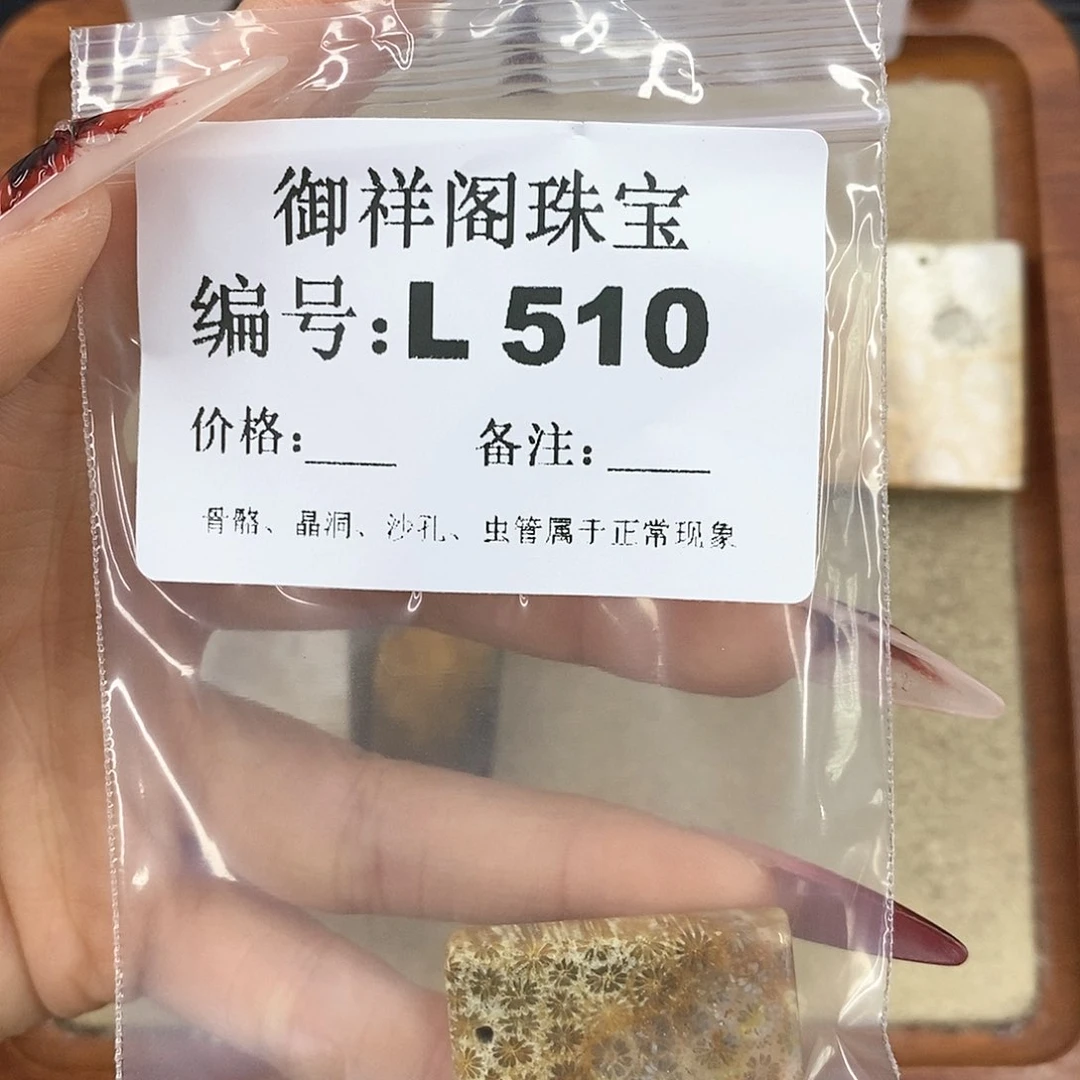 御祥阁珠宝
编号:L 510
价格:___ 备注:____
骨骼、晶洞、沙孔、虫管属于正常现象